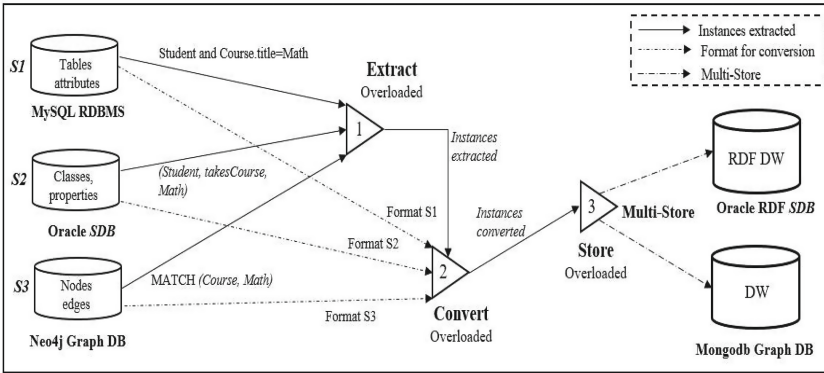 Instances extracted
Format for conversion
Multi-Store
S1
Tables
attributes
MySQL RDBMS
Student and Course.title=Math
Extract
Overloaded
1
S2
Classes,
properties
Oracle SDB
(Student, takesCourse,
Math)
Instances
extracted
Format S1
Format S2
S3
Nodes
edges
Neo4j Graph DB
MATCH (Course, Math)
Format S3
2
Convert
Overloaded
Instances
converted
3
Store
Overloaded
Multi-Store
RDF DW
Oracle RDF SDB
DW
Mongodb Graph DB